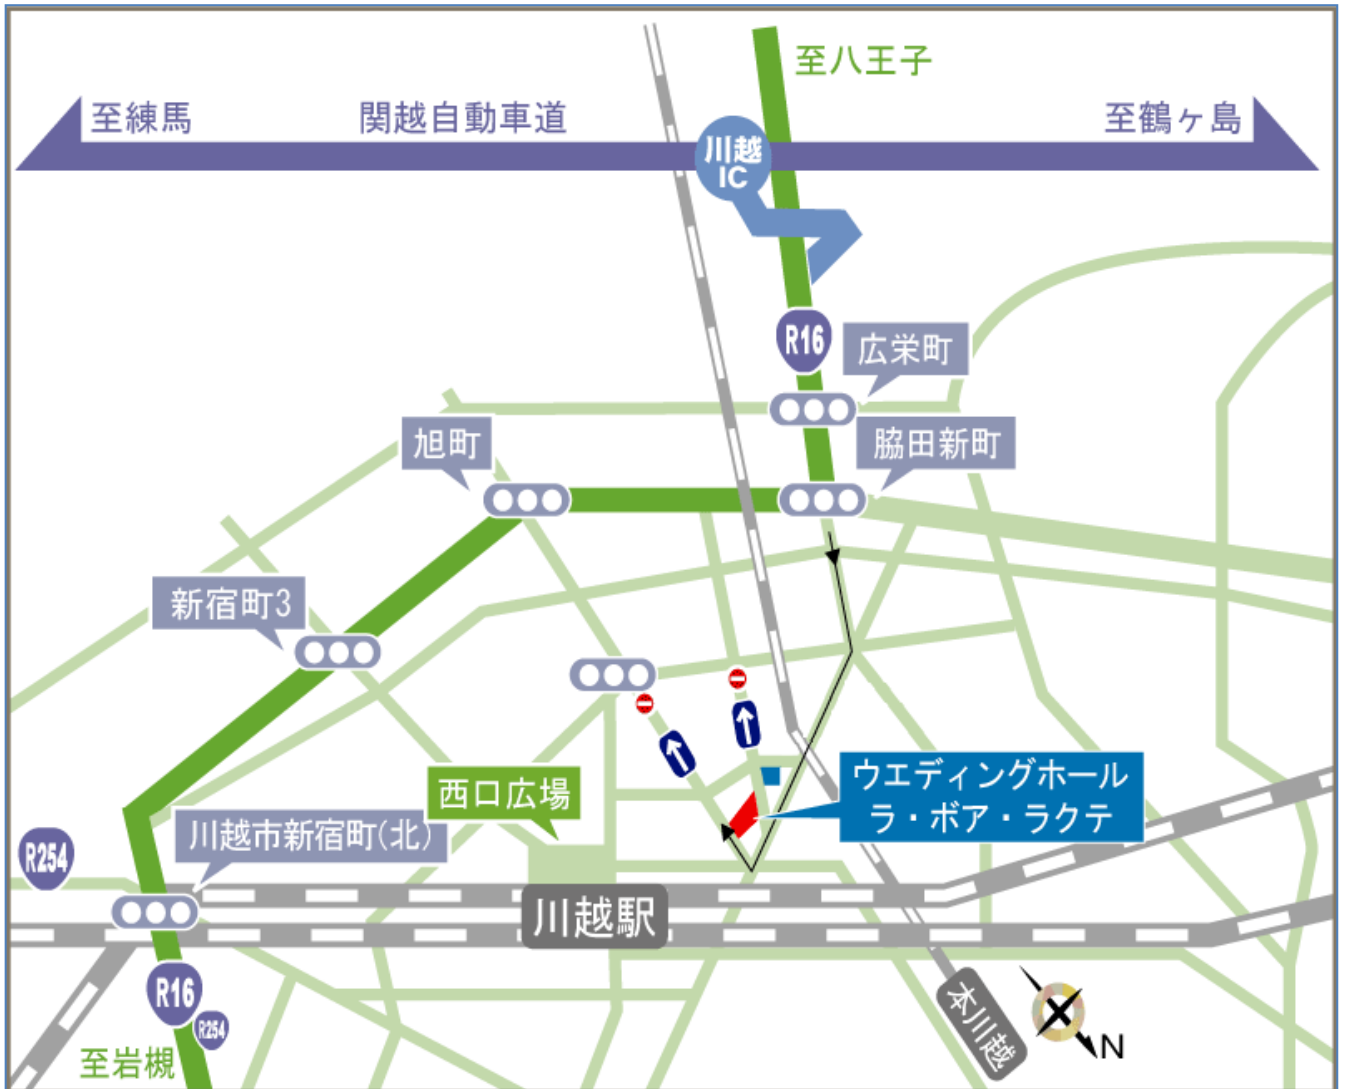 至八王子
至練馬
関越自動車道
至鶴ヶ島
川越
IC
R16
広栄町
旭町
脇田新町
新宿町3
西口広場
ウエディングホール
ラ・ボア・ラクテ
川越市新宿町(北)
R254
川越駅
R16
R254
本川越
N
至岩槻